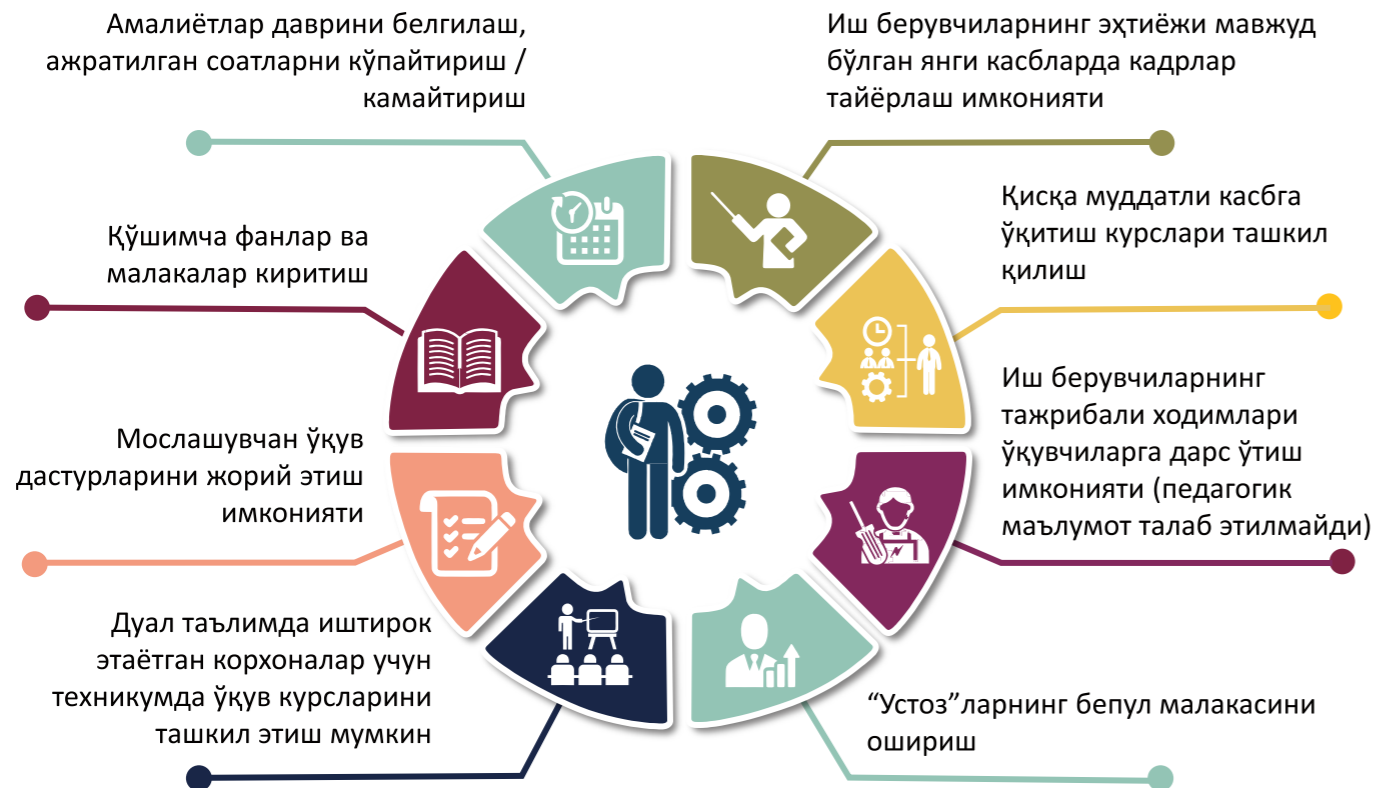 Амалиётлар даврини белгилаш,
ажратилган соатларни кўпайтириш /
камайтириш
Иш берувчиларнинг эҳтиёжи мавжуд
бўлган янги касбларда кадрлар
тайёрлаш имконияти
Қўшимча фанлар ва
малакалар киритиш
Қисқа муддатли касбга
ўқитиш курслари ташкил
қилиш
Мослашувчан ўқув
дастурларини жорий этиш
имконияти
Иш берувчиларнинг
тажрибали ходимлари
ўқувчиларга дарс ўтиш
имконияти (педагогик
маълумот талаб этилмайди)
Дуал таълимда иштирок
этаётган корхоналар учун
техникумда ўқув курсларини
ташкил этиш мумкин
“Устоз”ларнинг бепул малакасини
ошириш